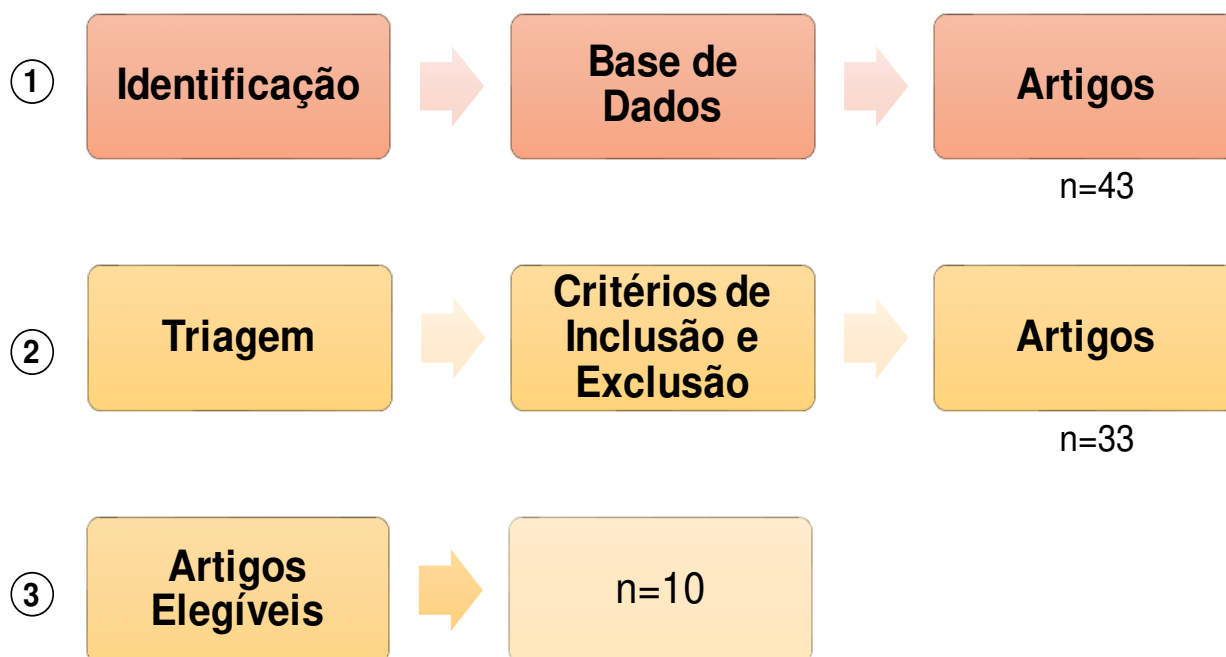 1
Identificação
Base de
Dados
Artigos
n=43
2
Triagem
Critérios de
Inclusão e
Exclusão
Artigos
n=33
3
Artigos
Elegíveis
n=10